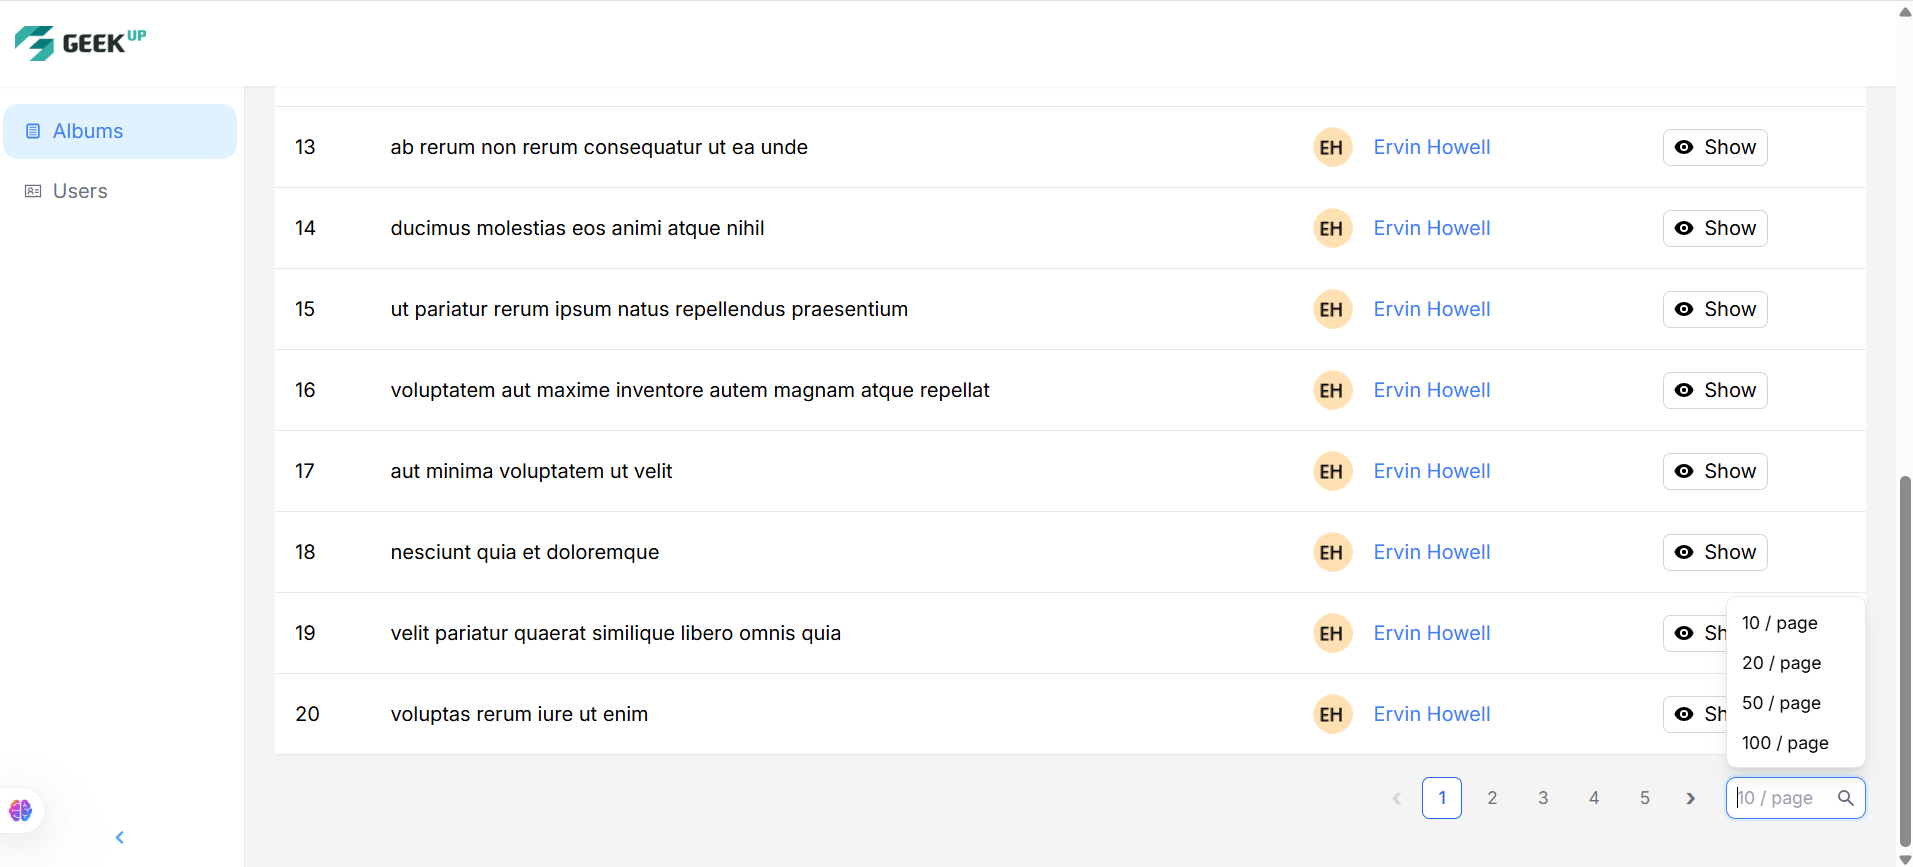 GEEK UP
Albums
Users
13 ab rerum non rerum consequatur ut ea unde EH Ervin Howell Show
14 ducimus molestias eos animi atque nihil EH Ervin Howell Show
15 ut pariatur rerum ipsum natus repellendus praesentium EH Ervin Howell Show
16 voluptatem aut maxime inventore autem magnam atque repellat EH Ervin Howell Show
17 aut minima voluptatem ut velit EH Ervin Howell Show
18 nesciunt quia et doloremque EH Ervin Howell Show
19 velit pariatur quaerat similique libero omnis quia EH Ervin Howell Sh
20 voluptas rerum iure ut enim EH Ervin Howell Sh
10 / page
20 / page
50 / page
100 / page
1 2 3 4 5 10 / page